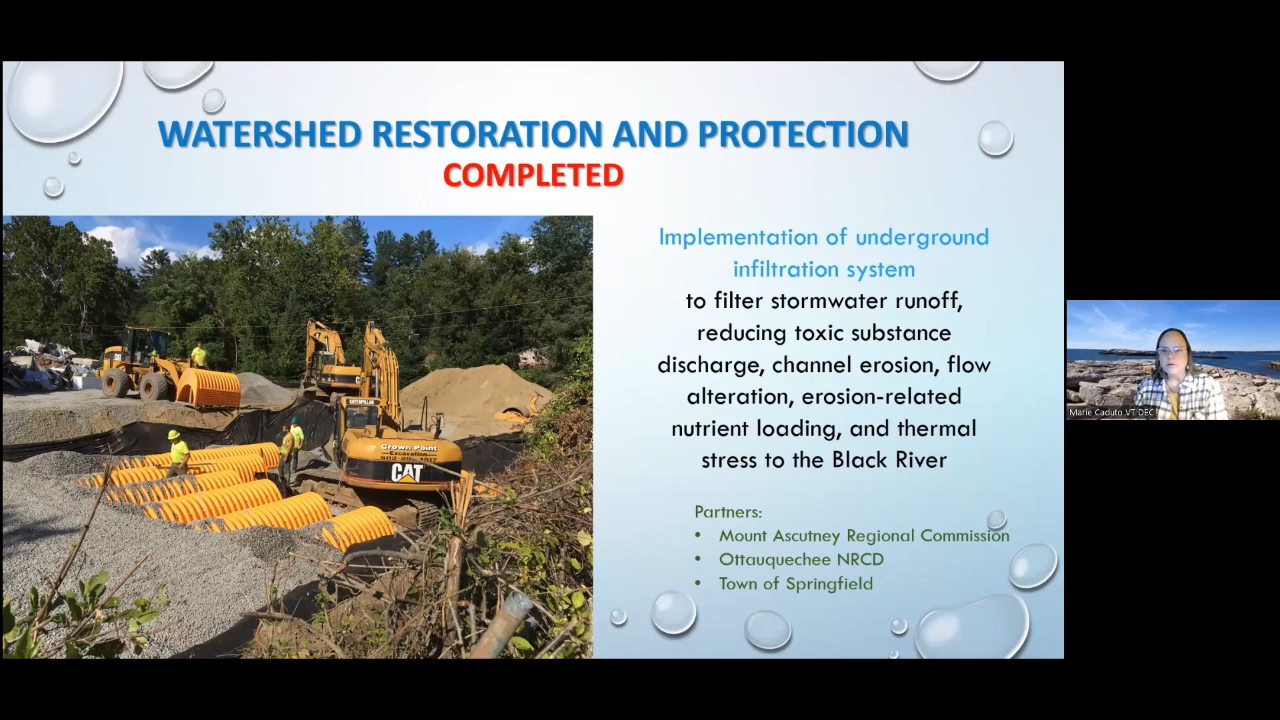 WATERSHED RESTORATION AND PROTECTION
COMPLETED
Implementation of underground
infiltration system
to filter stormwater runoff,
reducing toxic substance
discharge, channel erosion, flow
alteration, erosion-related
nutrient loading, and thermal
stress to the Black River
Partners:
• Mount Ascutney Regional Commission
• Ottauquechee NRCD
• Town of Springfield
CATERPILLAR
Crown Point
Excavation
CAT
Marie Caduto VT DEC